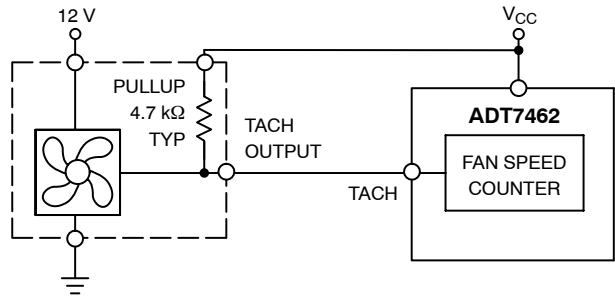 12 V
VCC
PULLUP
4.7 kΩ
TYP
TACH
OUTPUT
TACH
ADT7462
FAN SPEED
COUNTER